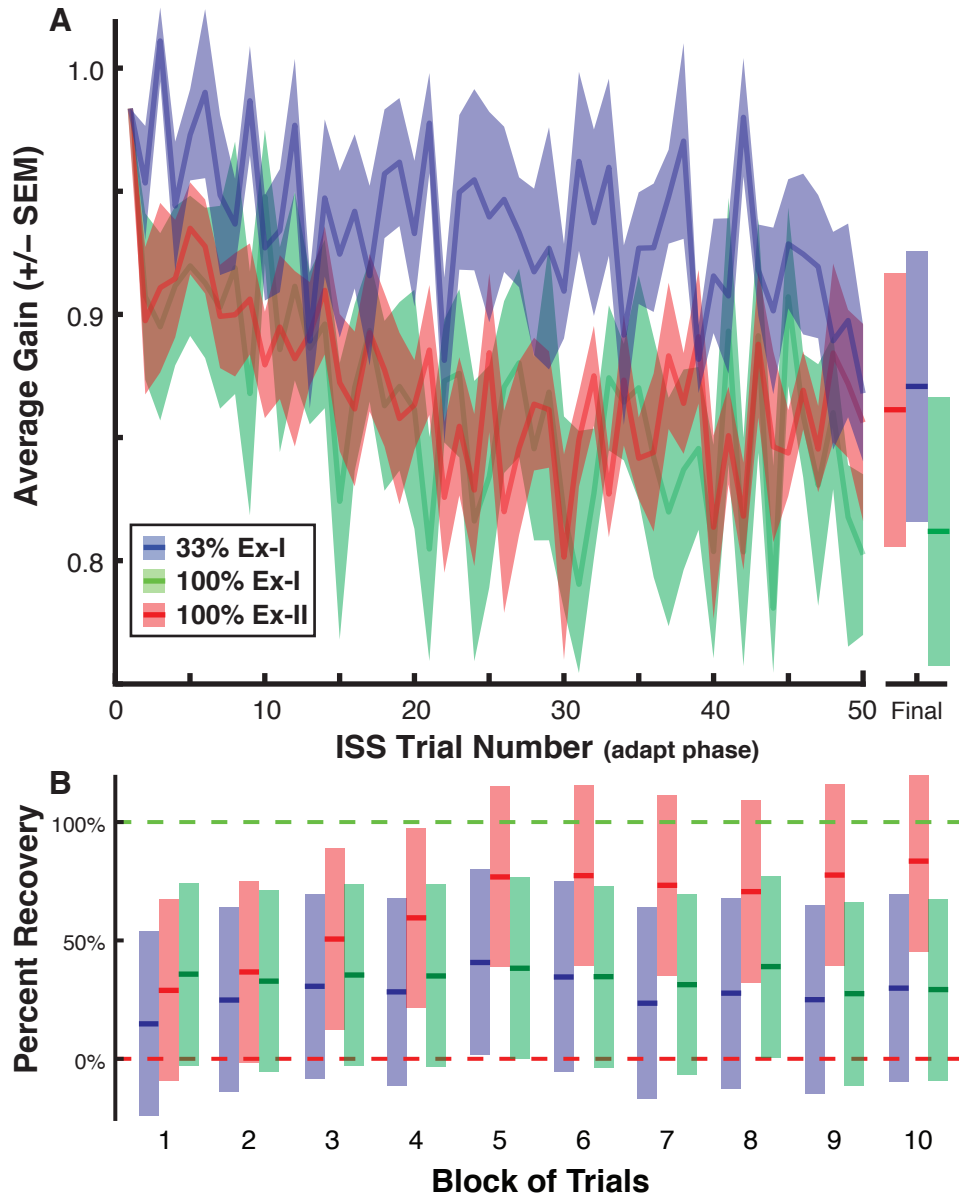 A
Average Gain (+/− SEM)
1.0
0.9
0.8
33% Ex-I
100% Ex-I
100% Ex-II
0 10 20 30 40 50 Final
ISS Trial Number (adapt phase)
B
Percent Recovery
100%
50%
0%
1 2 3 4 5 6 7 8 9 10
Block of Trials